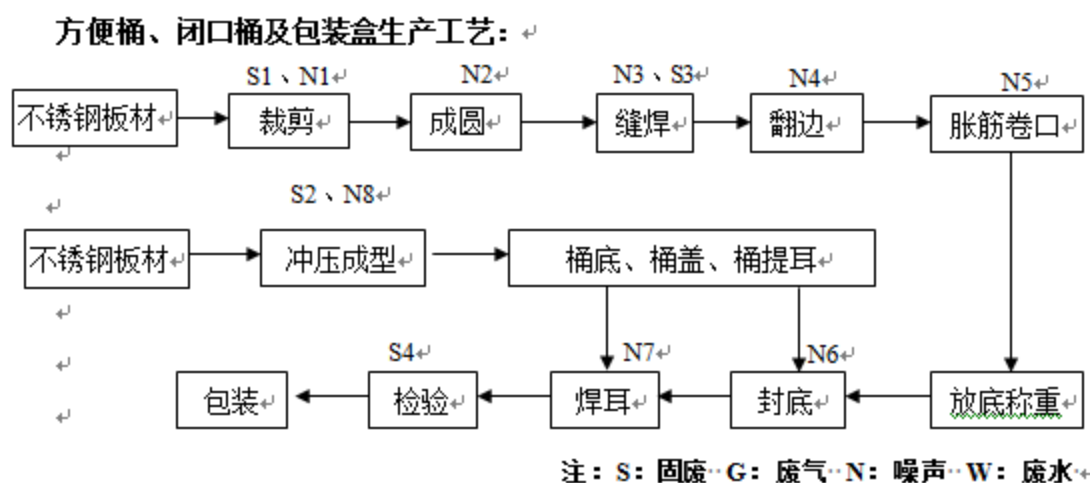 方便桶、闭口桶及包装盒生产工艺：
S1、N1 N2 N3、S3 N4 N5
不锈钢板材 裁剪 成圆 缝焊 翻边 胀筋卷口
S2、N8
不锈钢板材 冲压成型 桶底、桶盖、桶提耳
S4 N7 N6
包装 检验 焊耳 封底 放底称重
注：S：固废 G：废气 N：噪声 W：废水